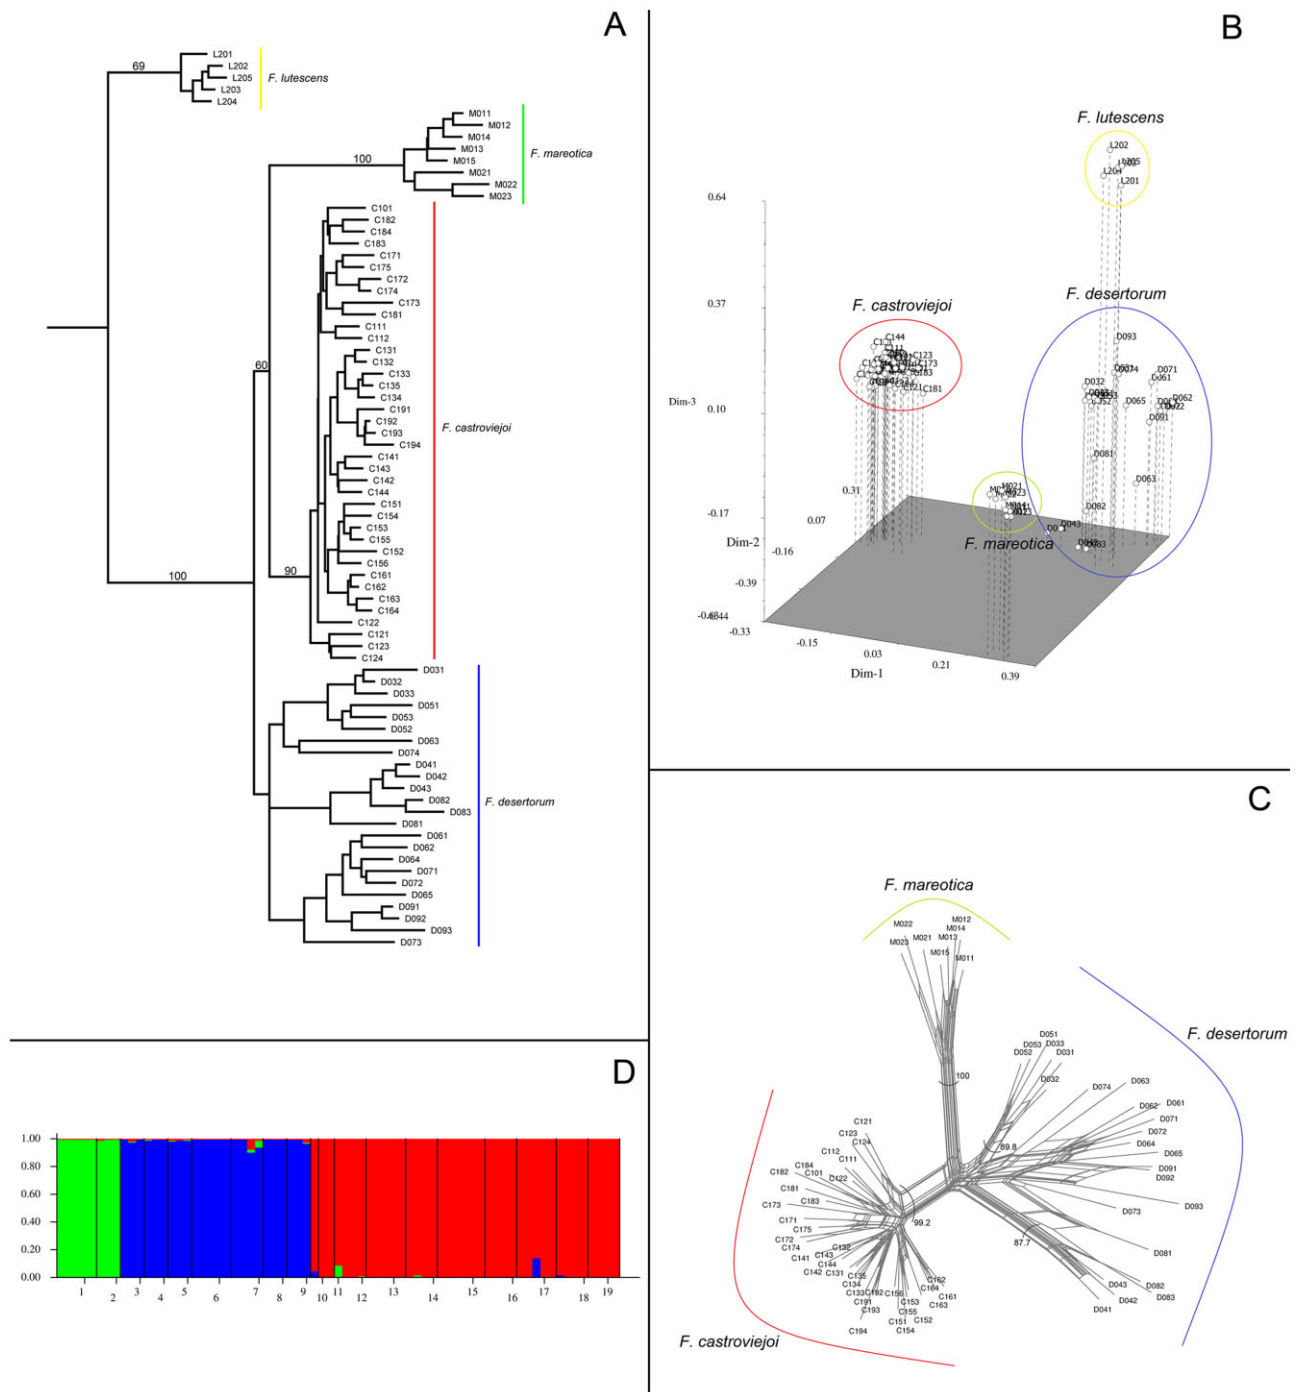 A
L201
L202
69
L205
F. lutescens
L203
L204
M011
M012
M014
M013
F. mareotica
100
M015
M021
M022
M023
C101
C182
C184
C183
C171
C175
C172
C174
C173
C181
C111
C112
C131
C132
60
C133
C135
C134
C191
C192
F. castroviejoi
C193
C194
C141
C143
C142
C144
C151
C154
C153
C155
C152
C156
90
C161
100
C162
C163
C164
C122
C121
C123
C124
D031
D032
D033
D051
D053
D052
D063
D074
D041
D042
D043
D082
F. desertorum
D083
D081
D061
D062
D064
D071
D072
D065
D091
D092
D093
D073
B
F. lutescens
L202
L205
L204
L201
0.64
F. desertorum
F. castroviejoi
0.37
C144
D093
C123
C173
C183
D071
D074
D032
C121
C181
D062
D065
Dim-3
0.10
D091
D081
D063
0.31
M021
-0.17
0.07
D082
D043
Dim-2
F. mareotica
D083
-0.16
-0.39
-0.44
-0.33
-0.15
0.03
Dim-1
0.21
0.39
C
F. mareotica
M012
M022
M014
M021
M013
M023
M015
M011
F. desertorum
D051
D053
D033
D052
D031
100
D032
D074
D063
D062
D061
C121
D071
C123
D072
C124
89.8
D064
C112
D065
C111
C184
D091
C182
C101
C122
D092
C181
C183
D093
C173
D073
99.2
C171
C175
87.7
C172
D081
C174
C132
C143
C141
C144
C142
C131
C135
C162
D043
D082
C134
C164
C161
D042
D083
C133
C192
C156
C153
C163
D041
C191
C193
C155
C151
C152
C194
C154
F. castroviejoi
D
1.00
0.80
0.60
0.40
0.20
0.00
1 2 3 4 5 6 7 8 9 10 11 12 13 14 15 16 17 18 19